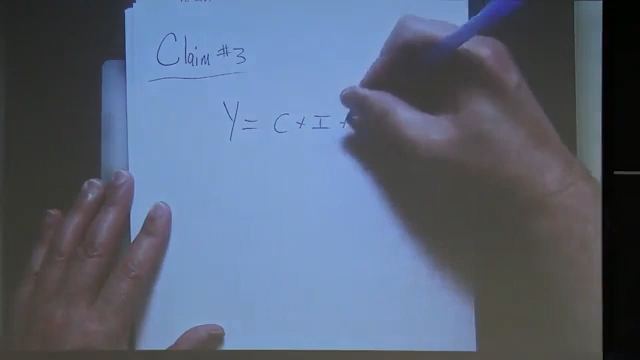 Claim #3
Y = C + I +